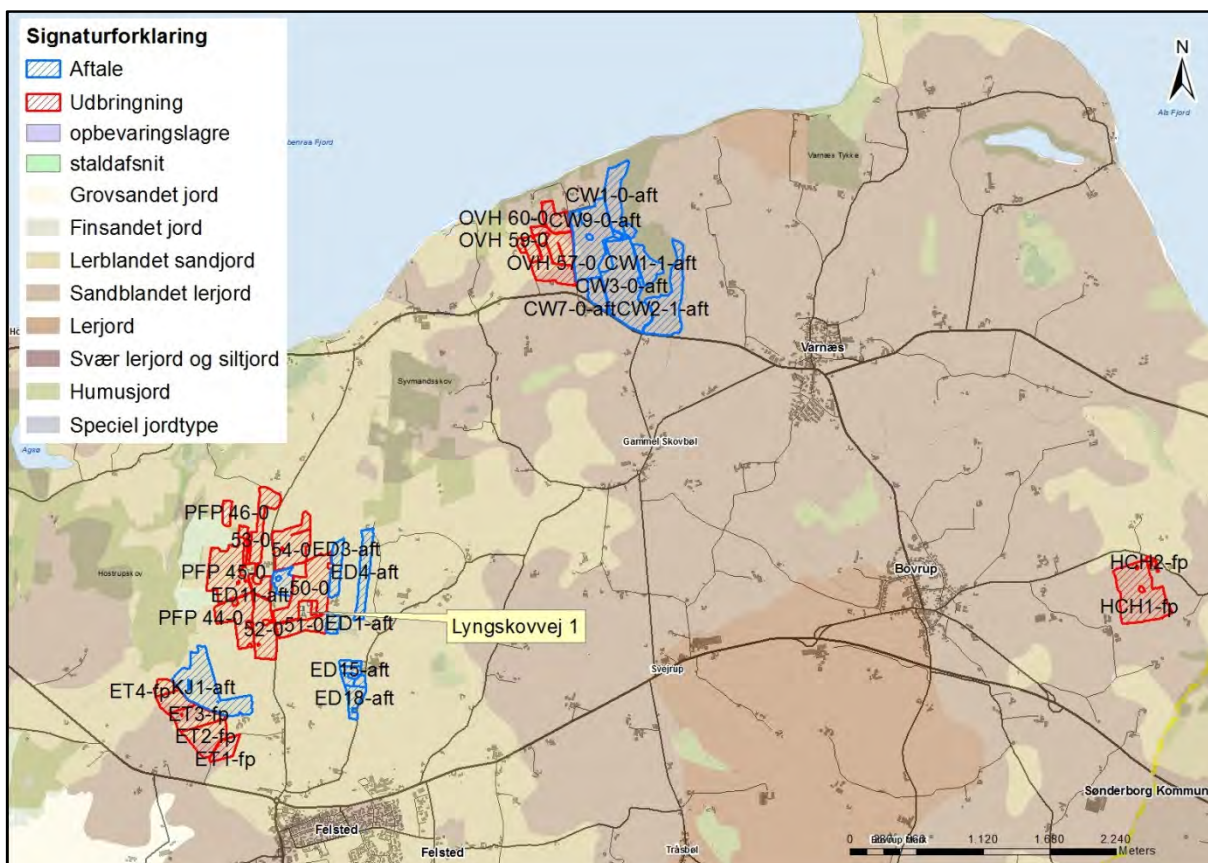 Signaturforklaring
Aftale
Udbringning
opbevaringslagre
staldafsnit
Grovsandet jord
Finsandet jord
Lerblandet sandjord
Sandblandet lerjord
Lerjord
Svær lerjord og siltjord
Humusjord
Speciel jordtype
N
Als Fjord
Varnæs Tykke
CW1-0-aft
OVH 60-0
CW9-0-aft
OVH 59-0
OVH 57-0
CW1-1-aft
CW3-0-aft
CW7-0-aft
CW2-1-aft
Varnæs
Syvmandsskov
Gammel Skovbøl
Agsø
PFP 46-0
53-0
54-0
ED3-aft
PFP 45-0
ED4-aft
Hostrupskov
50-0
ED11-aft
PFP 44-0
52-0
51-0
ED1-aft
Lyngskovvej 1
Bovrup
HCH2-fp
HCH1-fp
ED15-aft
Svejrup
ET4-fp
KJ1-aft
ED18-aft
ET3-fp
ET2-fp
ET1-fp
Sønderborg Kommun
Felsted
Felsted
Tråsbøl
0
1.120
1.680
2.240
Meters